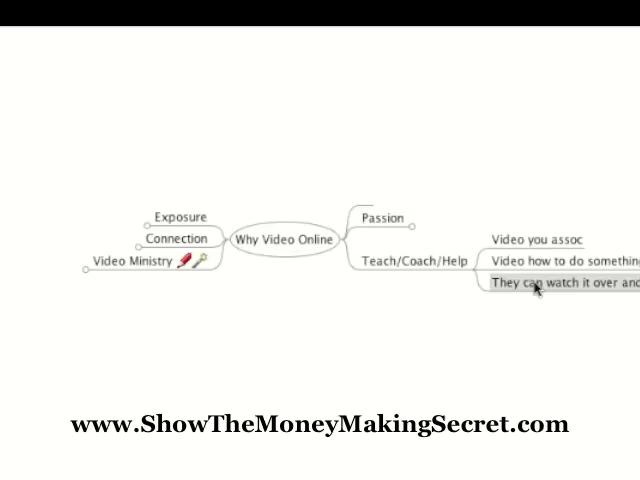 Exposure
Connection
Video Ministry
Why Video Online
Passion
Teach/Coach/Help
Video you assoc
Video how to do somethin
They can watch it over and
www.ShowTheMoneyMakingSecret.com